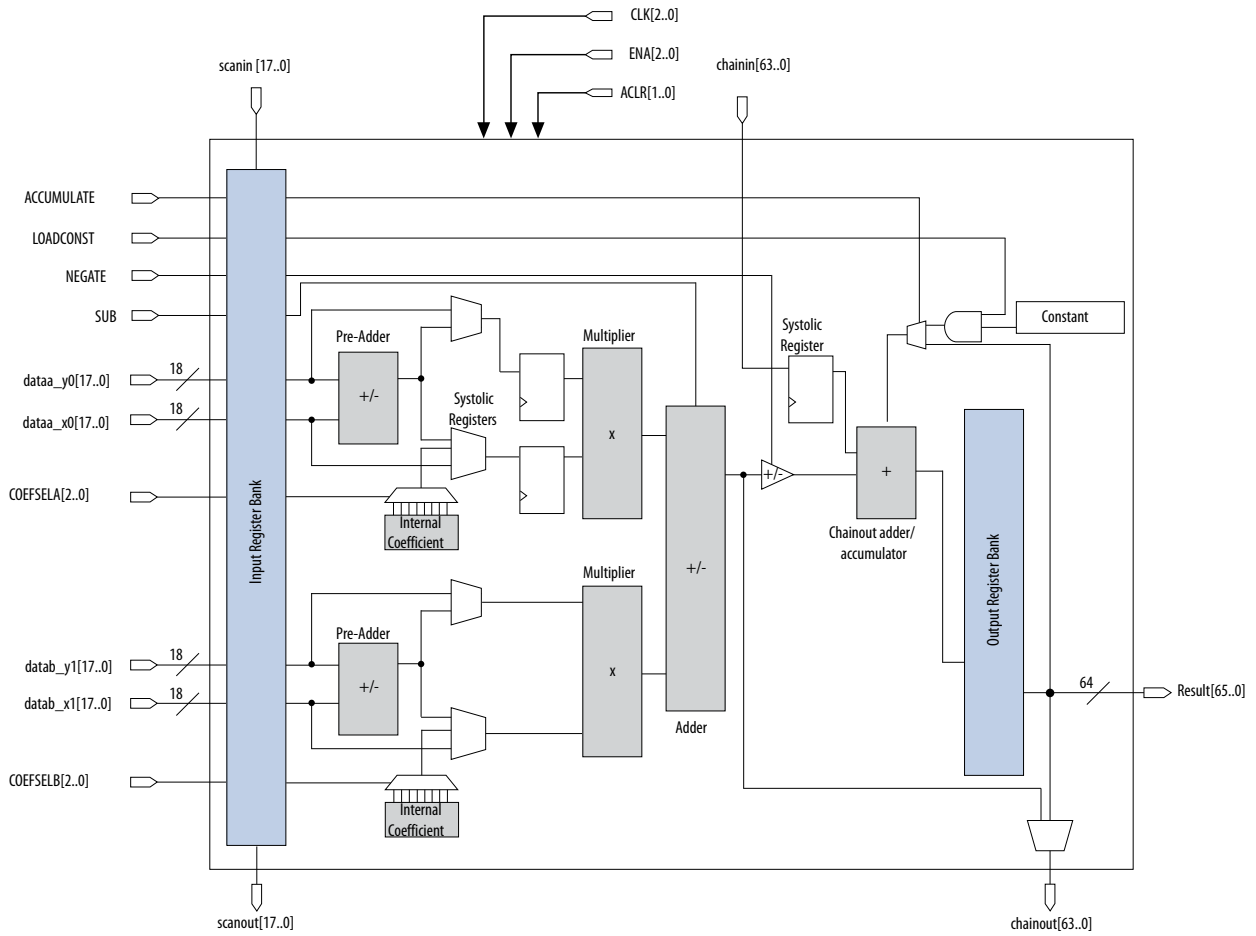 CLK[2..0]
ENA[2..0]
ACLR[1..0]
scanin [17..0]
chainin[63..0]
ACCUMULATE
LOADCONST
NEGATE
SUB
Constant
Pre-Adder
+/-
Systolic
Registers
Multiplier
x
Systolic
Register
dataa_y0[17..0]
18
dataa_x0[17..0]
18
COEFSELA[2..0]
Internal
Coefficient
+/-
+
Chainout adder/
accumulator
Input Register Bank
Output Register Bank
Multiplier
x
+/-
Adder
Pre-Adder
+/-
datab_y1[17..0]
18
datab_x1[17..0]
18
64
Result[65..0]
COEFSELB[2..0]
Internal
Coefficient
scanout[17..0]
chainout[63..0]